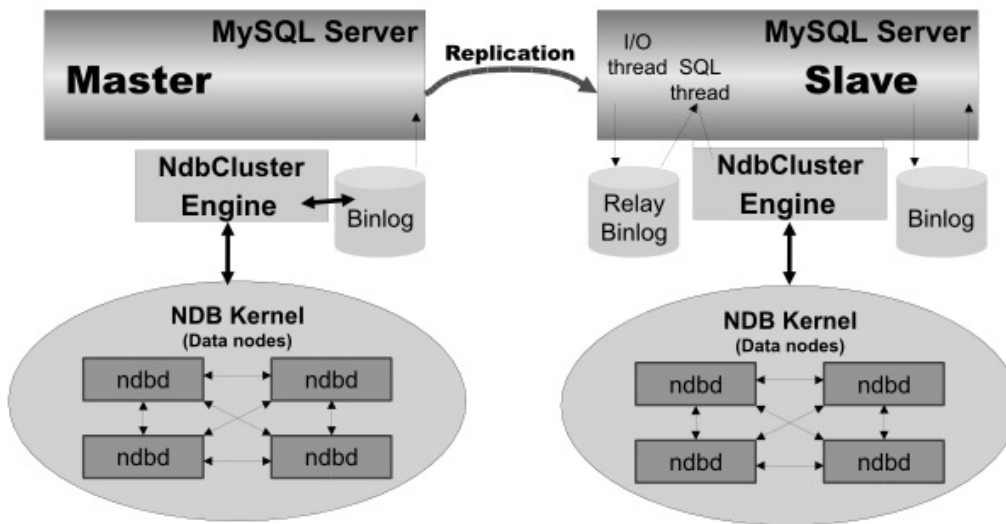 MySQL Server
Master
Replication
MySQL Server
I/O
thread
SQL
thread
Slave
NdbCluster
Engine
Binlog
Relay
Binlog
NdbCluster
Engine
Binlog
NDB Kernel
(Data nodes)
ndbd
ndbd
ndbd
ndbd
NDB Kernel
(Data nodes)
ndbd
ndbd
ndbd
ndbd